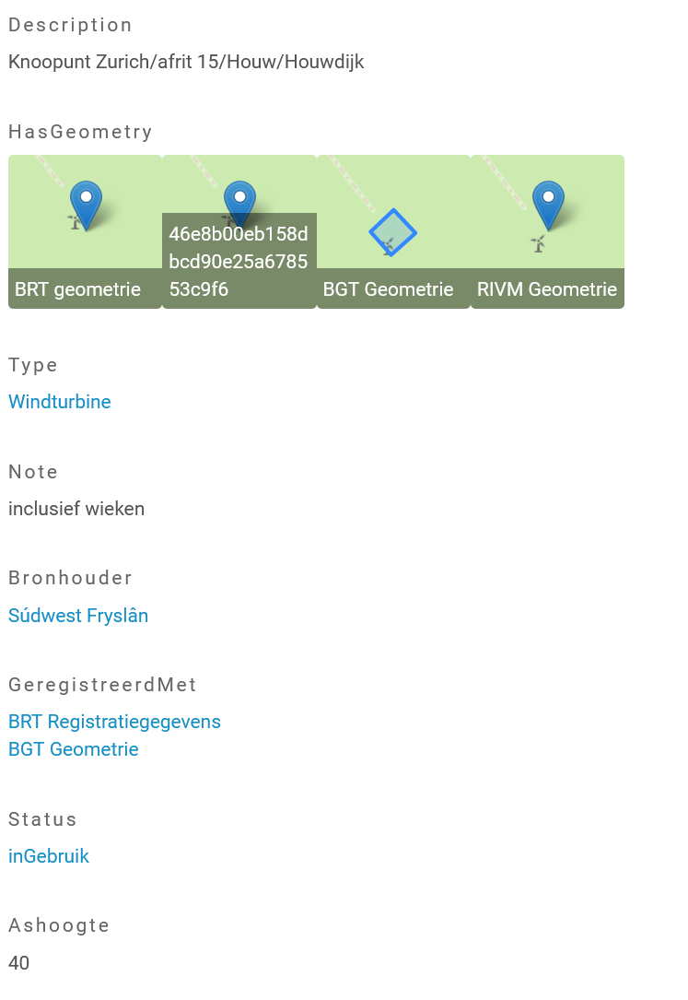 Description
Knoopunt Zurich/afrit 15/Houw/Houwdijk
HasGeometry
BRT geometrie
46e8b00eb158d
bcd90e25a6785
53c9f6
BGT Geometrie
RIVM Geometrie
Type
Windturbine
Note
inclusief wieken
Bronhouder
Súdwest Fryslân
GeregistreerdMet
BRT Registratiegegevens
BGT Geometrie
Status
inGebruik
Ashoogte
40